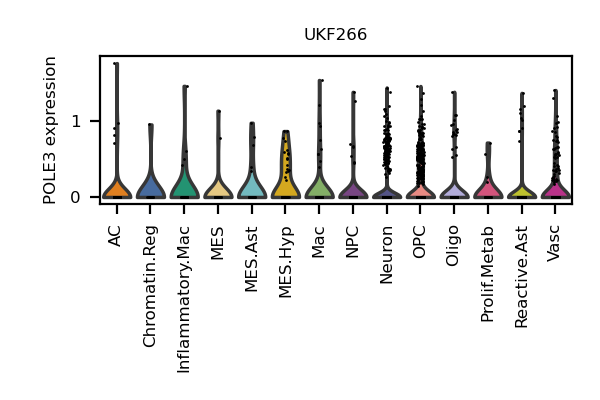 UKF266
POLE3 expression
1
0
AC
Chromatin.Reg
Inflammatory.Mac
MES
MES.Ast
MES.Hyp
Mac
NPC
Neuron
OPC
Oligo
Prolif.Metab
Reactive.Ast
Vasc